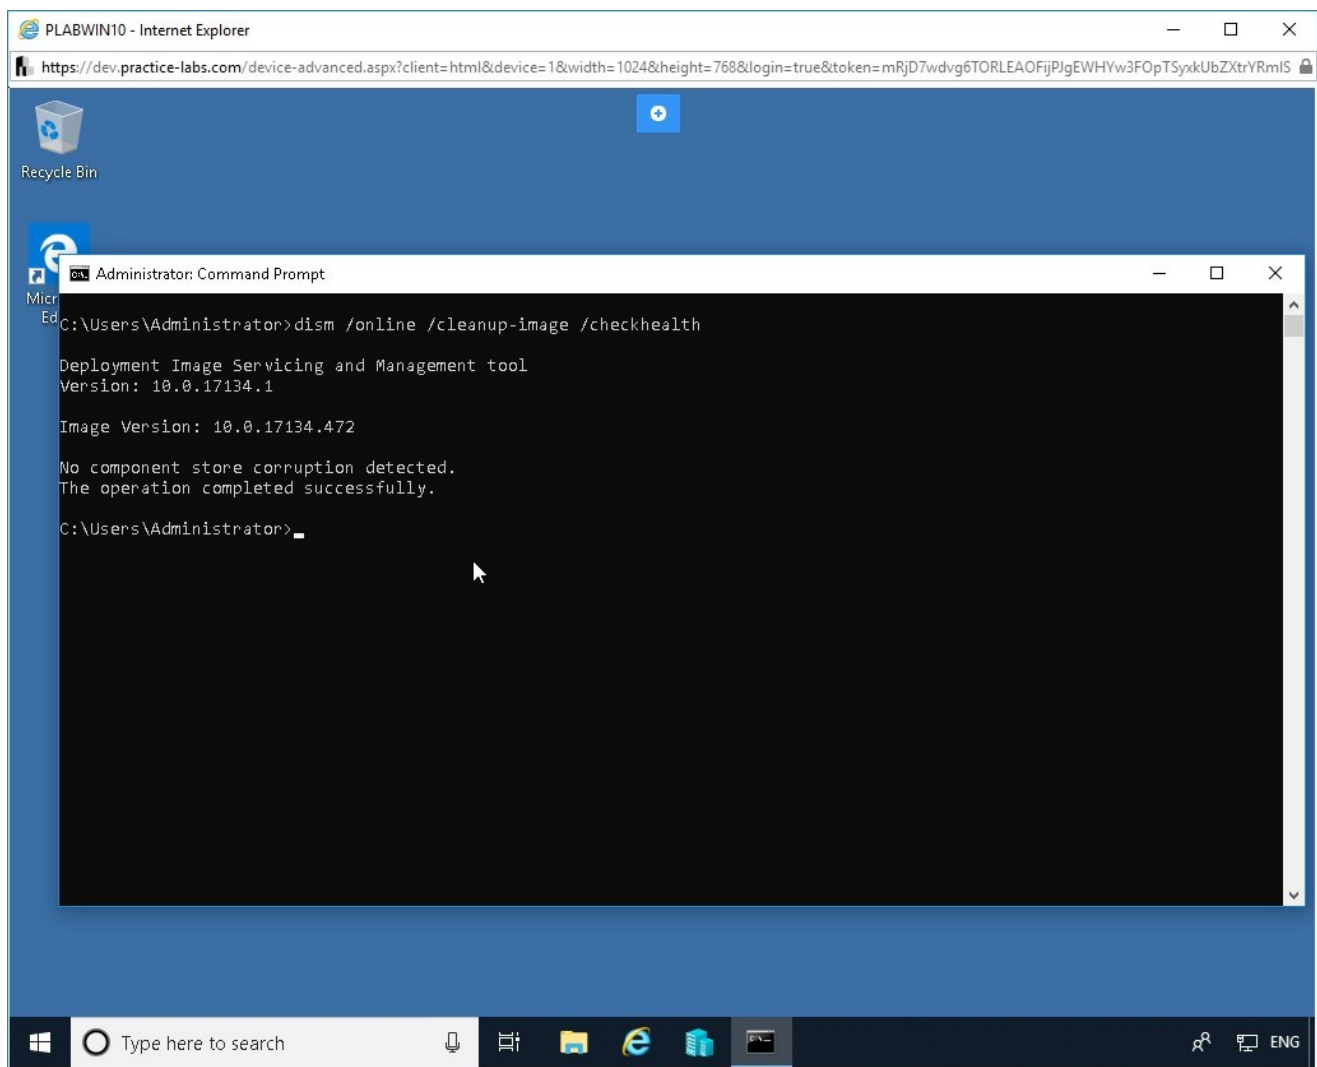 PLABWIN10 - Internet Explorer
https://dev.practice-labs.com/device-advanced.aspx?client=html&device=1&width=1024&height=768&login=true&token=mRjD7wdvg6TORLEAOFijPJgEWHYw3FOpTSyxkUbZXtrYRmIS
Recycle Bin
Micr
Ed
Administrator: Command Prompt
C:\Users\Administrator>dism /online /cleanup-image /checkhealth
Deployment Image Servicing and Management tool
Version: 10.0.17134.1
Image Version: 10.0.17134.472
No component store corruption detected.
The operation completed successfully.
C:\Users\Administrator>
Type here to search
ENG